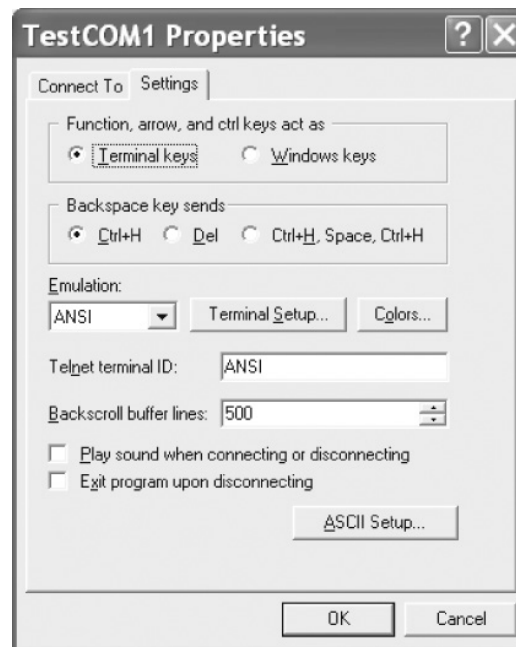 TestCOM1 Properties ? X
Connect To Settings
Function, arrow, and ctrl keys act as
Terminal keys Windows keys
Backspace key sends
Ctrl+H Del Ctrl+H, Space, Ctrl+H
Emulation:
ANSI Terminal Setup... Colors...
Telnet terminal ID: ANSI
Backscroll buffer lines: 500
Play sound when connecting or disconnecting
Exit program upon disconnecting
ASCII Setup...
OK Cancel